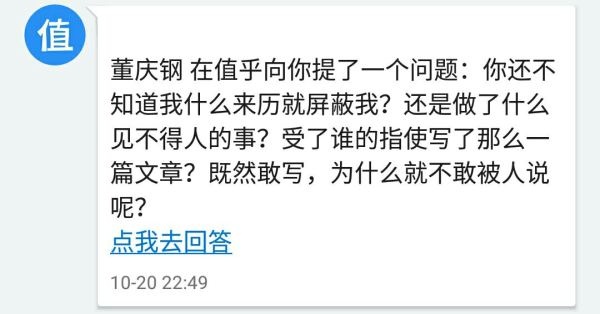 值
董庆钢 在值乎向你提了一个问题：你还不
知道我什么来历就屏蔽我？还是做了什么
见不得人的事？受了谁的指使写了那么一
篇文章？既然敢写，为什么就不敢被人说
呢？
点我去回答
10-20 22:49